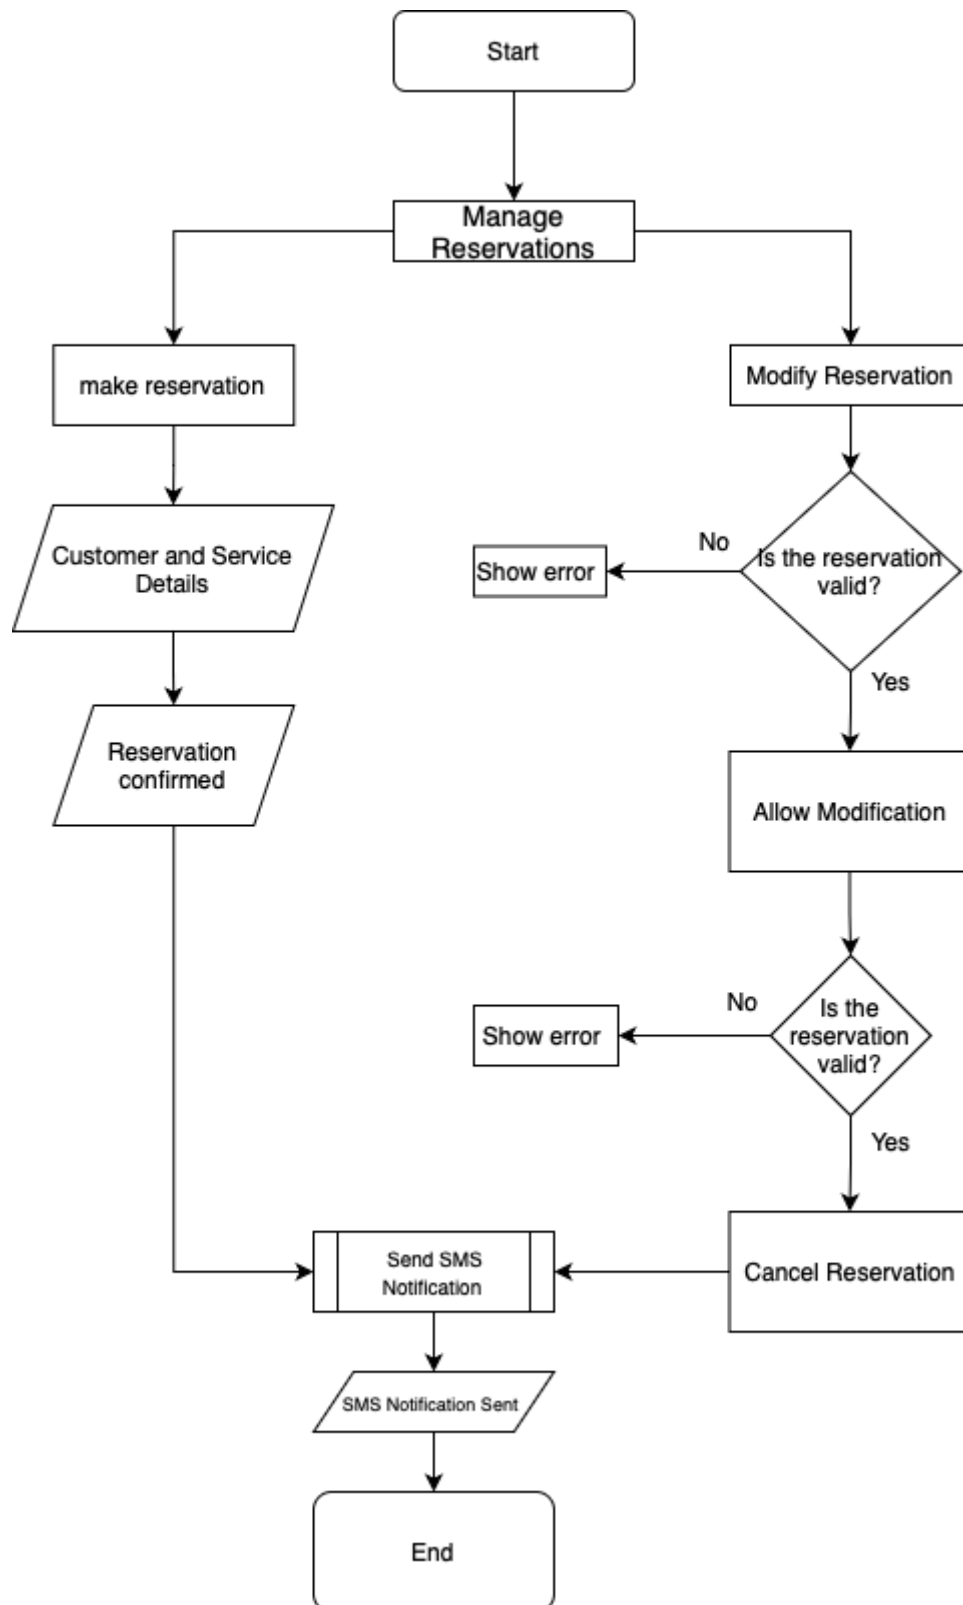 Start
Manage
Reservations
make reservation
Modify Reservation
Customer and Service
Details
No
Show error
Is the reservation
valid?
Yes
Reservation
confirmed
Allow Modification
No
Show error
Is the
reservation
valid?
Yes
Send SMS
Notification
Cancel Reservation
SMS Notification Sent
End